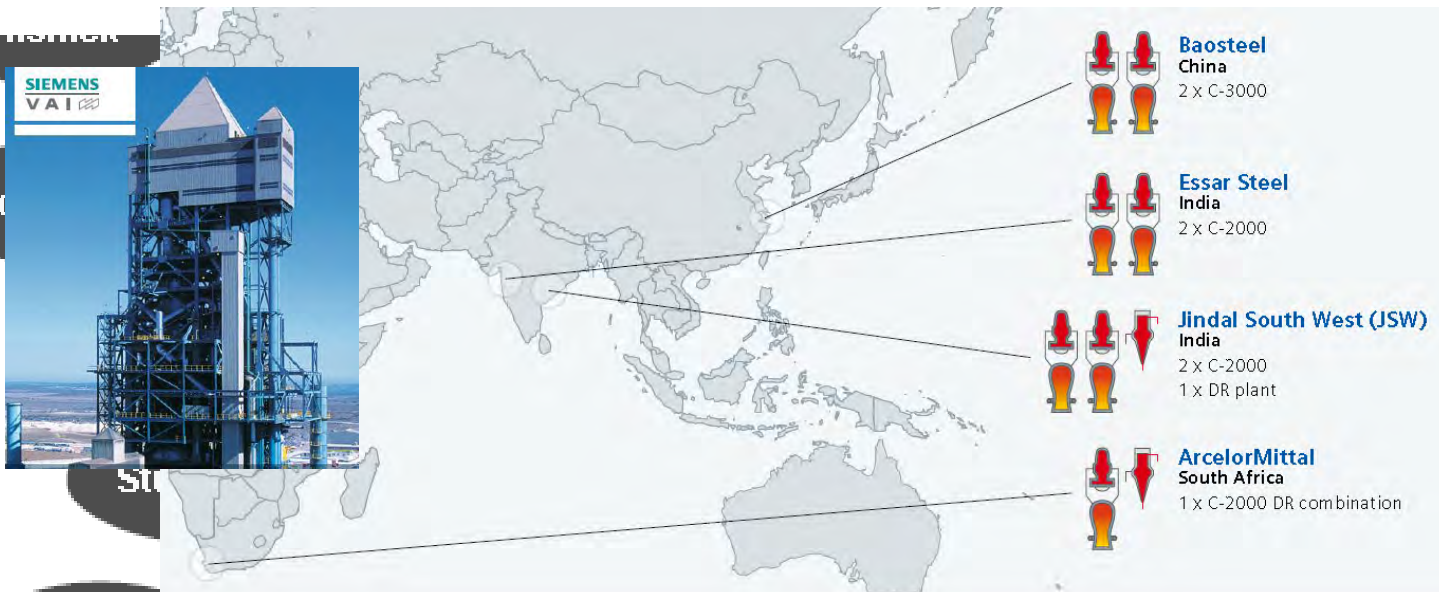 SIEMENS
VAI
Baosteel
China
2 x C-3000
Essar Steel
India
2 x C-2000
Jindal South West (JSW)
India
2 x C-2000
1 x DR plant
ArcelorMittal
South Africa
1 x C-2000 DR combination